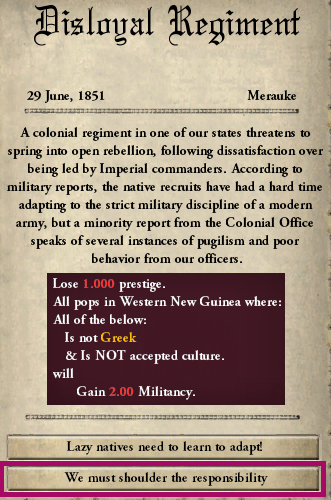 Disloyal Regiment
29 June, 1851 Merauke
A colonial regiment in one of our states threatens to
spring into open rebellion, following dissatisfaction over
being led by Imperial commanders. According to
military reports, the native recruits have had a hard time
adapting to the strict military discipline of a modern
army, but a minority report from the Colonial Office
speaks of several instances of pugilism and poor
behavior from our officers.
Lose 1.000 prestige.
All pops in Western New Guinea where:
All of the below:
Is not Greek
& Is NOT accepted culture.
will
Gain 2.00 Militancy.
Lazy natives need to learn to adapt!
We must shoulder the responsibility